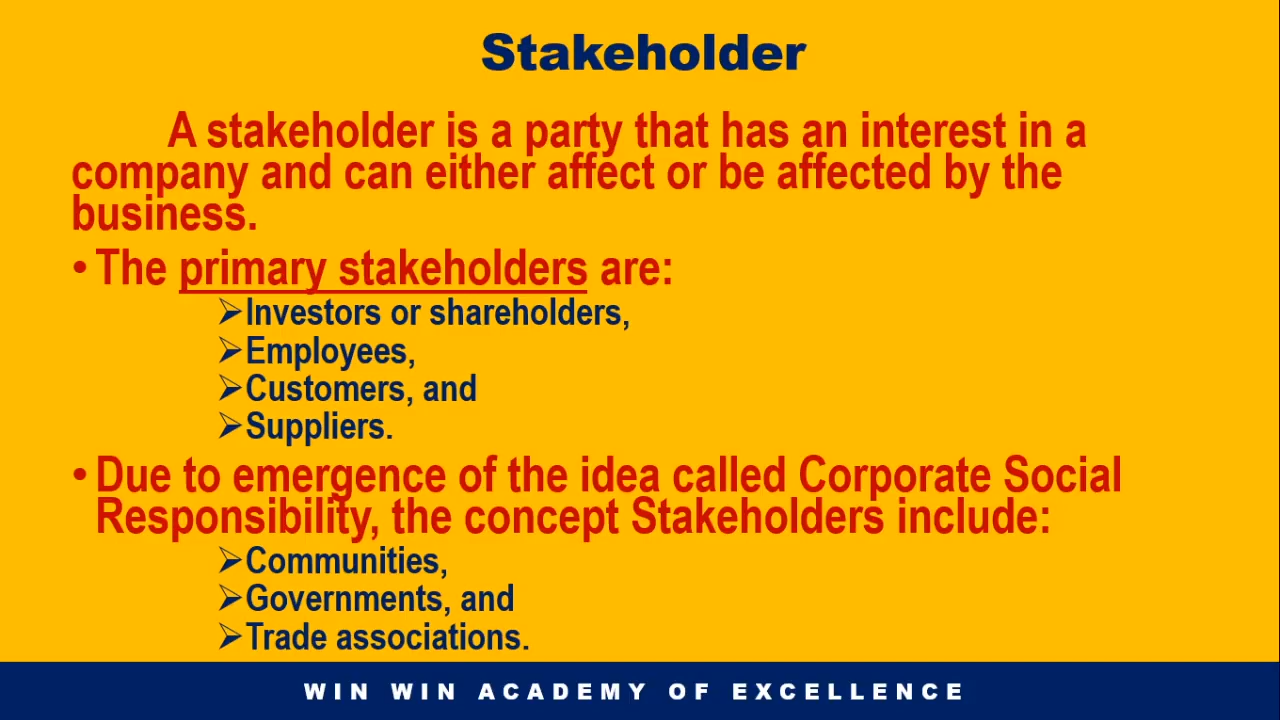 Stakeholder
A stakeholder is a party that has an interest in a
company and can either affect or be affected by the
business.
• The primary stakeholders are:
➢Investors or shareholders,
➢Employees,
➢Customers, and
➢Suppliers.
• Due to emergence of the idea called Corporate Social
Responsibility, the concept Stakeholders include:
➢Communities,
➢Governments, and
➢Trade associations.
WIN WIN ACADEMY OF EXCELLENCE